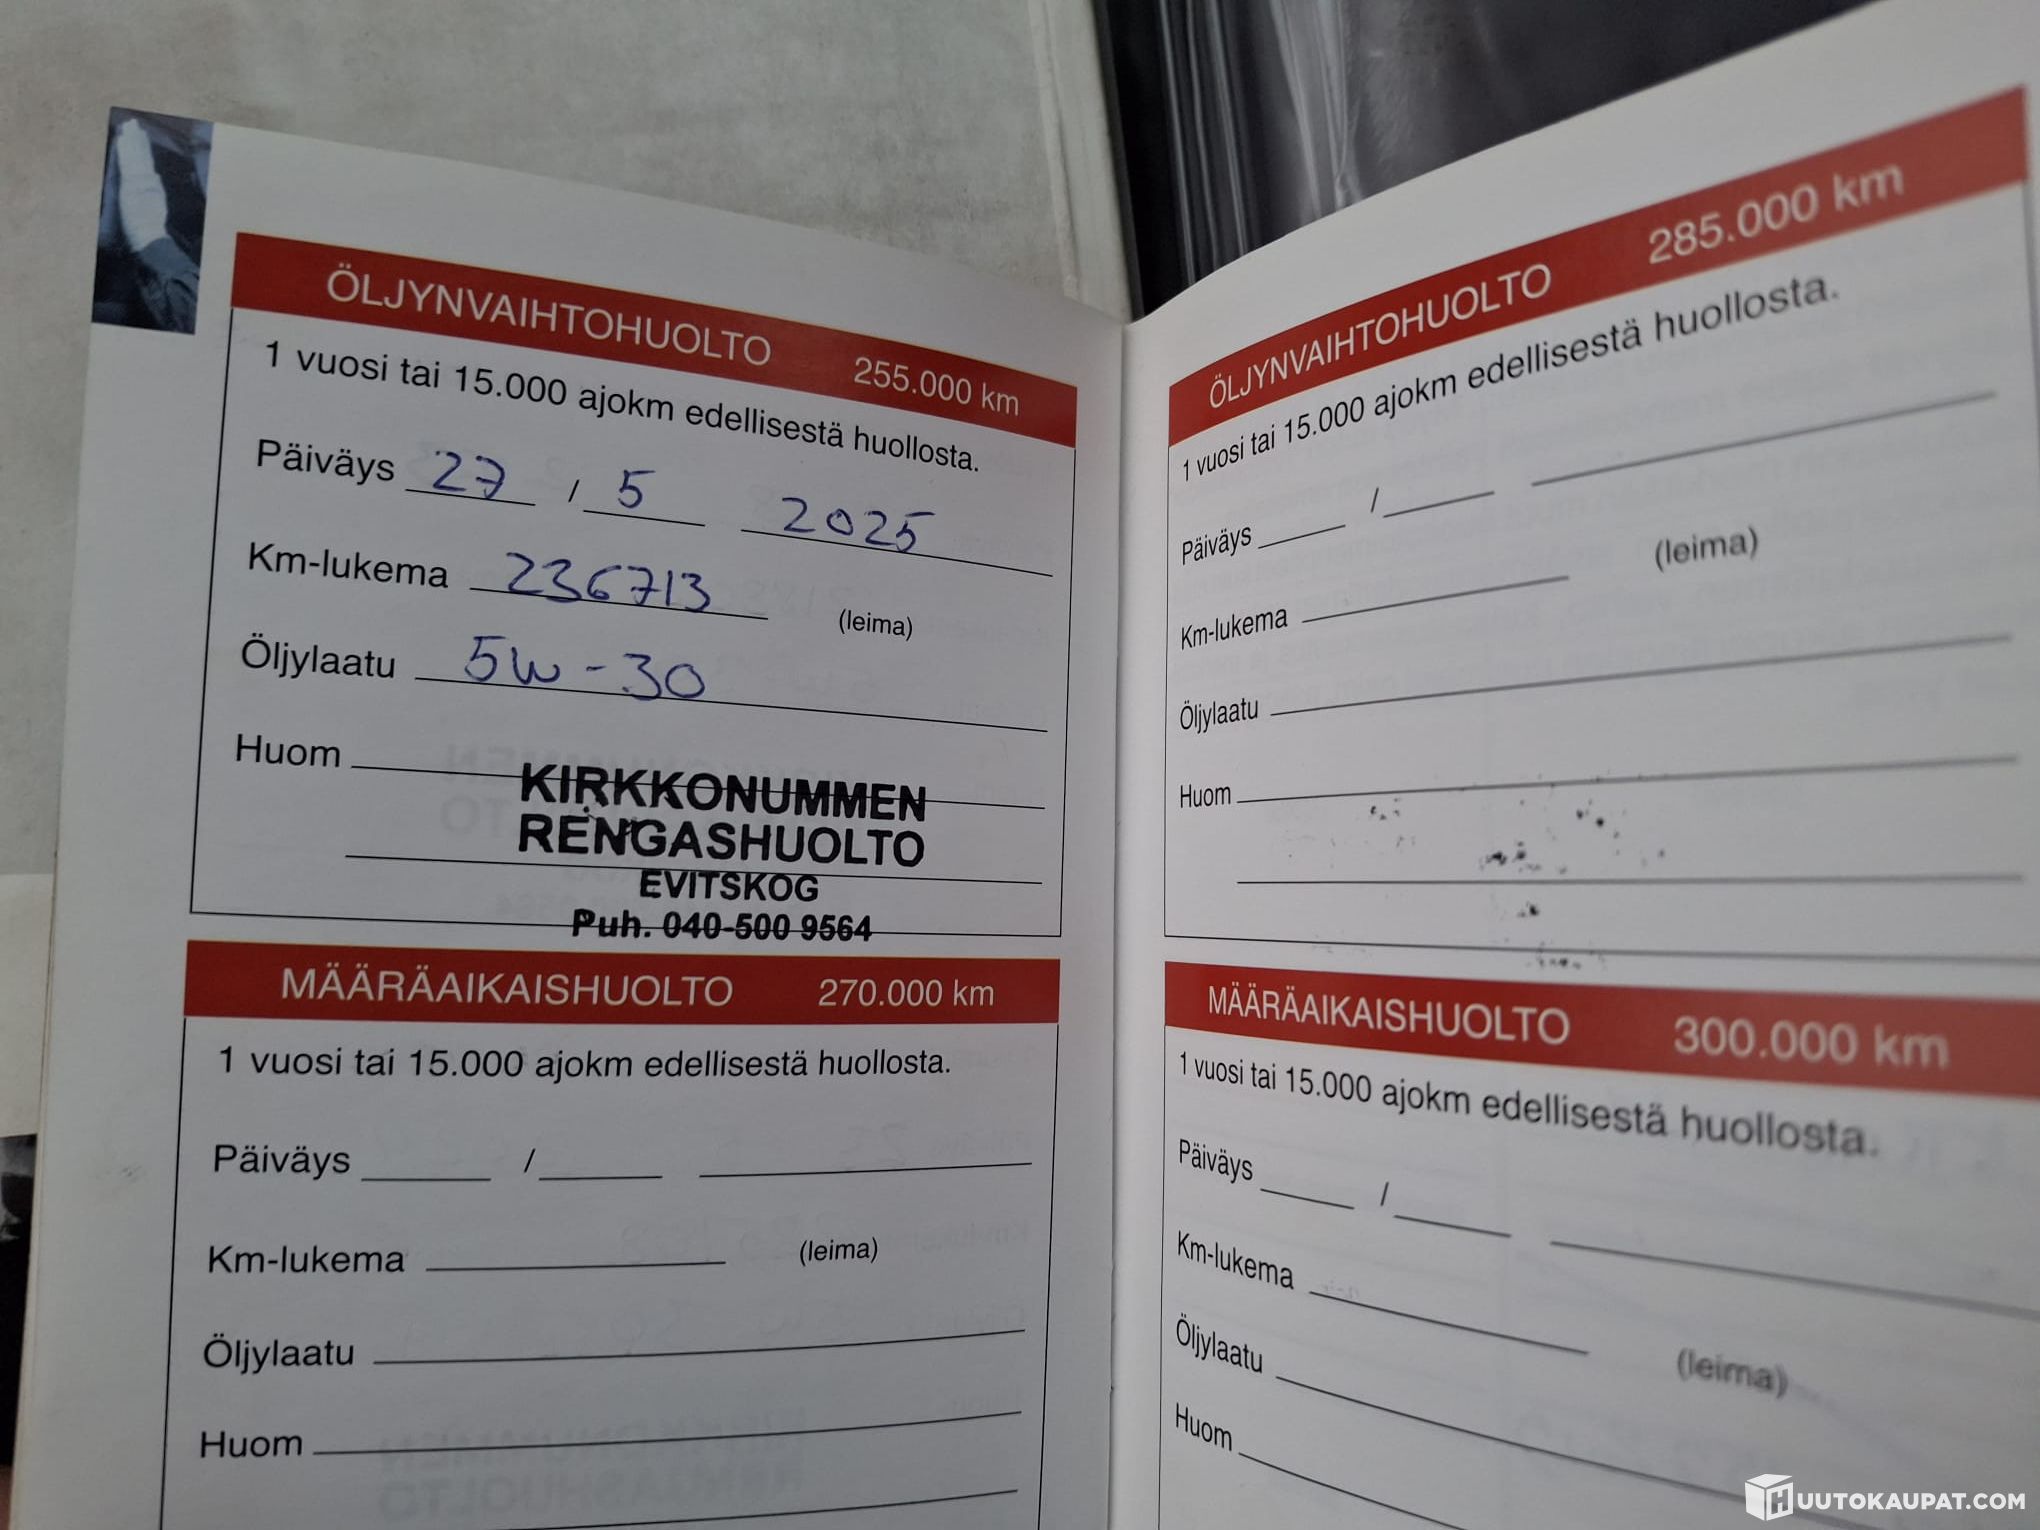 ÖLJYNVAIHTOHUOLTO 255.000 km
1 vuosi tai 15.000 ajokm edellisestä huollosta.
Päiväys 27 / 5 2025
Km-lukema 236713 (leima)
Öljylaatu 5W-30
Huom
KIRKKONUMMEN
RENGASHUOLTO
EVITSKOG
Puh. 040-500 9564
MÄÄRÄAIKAISHUOLTO 270.000 km
1 vuosi tai 15.000 ajokm edellisestä huollosta.
Päiväys /
Km-lukema (leima)
Öljylaatu
Huom
ÖLJYNVAIHTOHUOLTO 285.000 km
1 vuosi tai 15.000 ajokm edellisestä huollosta.
Päiväys /
(leima)
Km-lukema
Öljylaatu
Huom
MÄÄRÄAIKAISHUOLTO 300.000 km
1 vuosi tai 15.000 ajokm edellisestä huollosta.
Päiväys /
Km-lukema
(leima)
Öljylaatu
Huom
HUUTOKAUPAT.COM